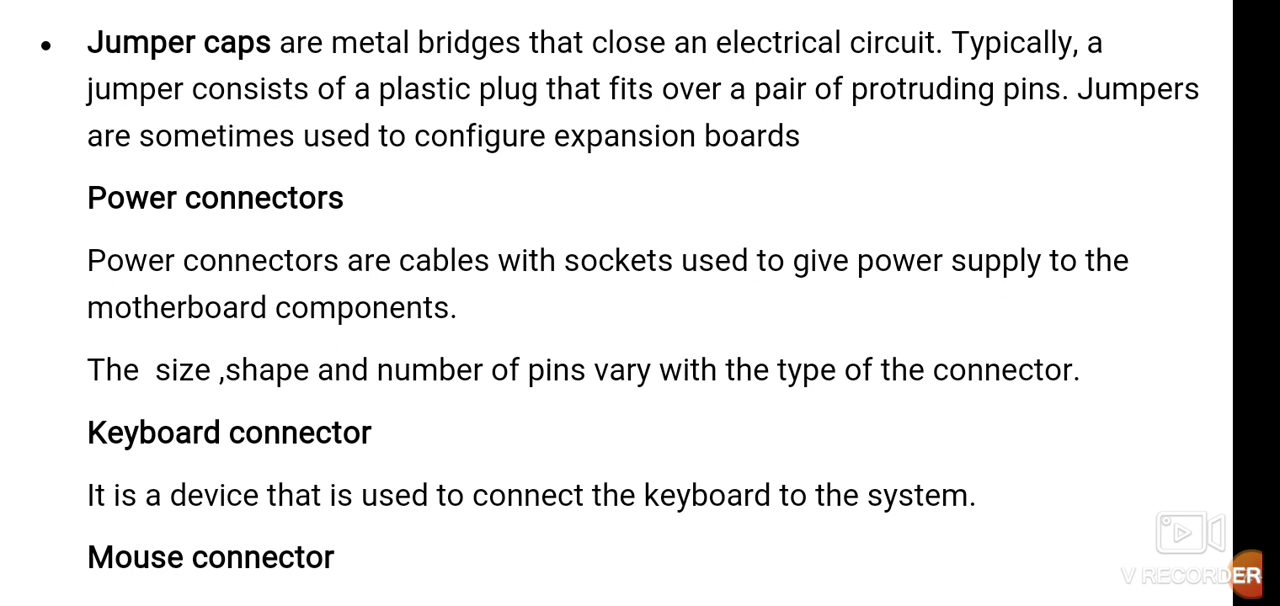 • Jumper caps are metal bridges that close an electrical circuit. Typically, a
jumper consists of a plastic plug that fits over a pair of protruding pins. Jumpers
are sometimes used to configure expansion boards
Power connectors
Power connectors are cables with sockets used to give power supply to the
motherboard components.
The  size ,shape and number of pins vary with the type of the connector.
Keyboard connector
It is a device that is used to connect the keyboard to the system.
Mouse connector
V RECORDER